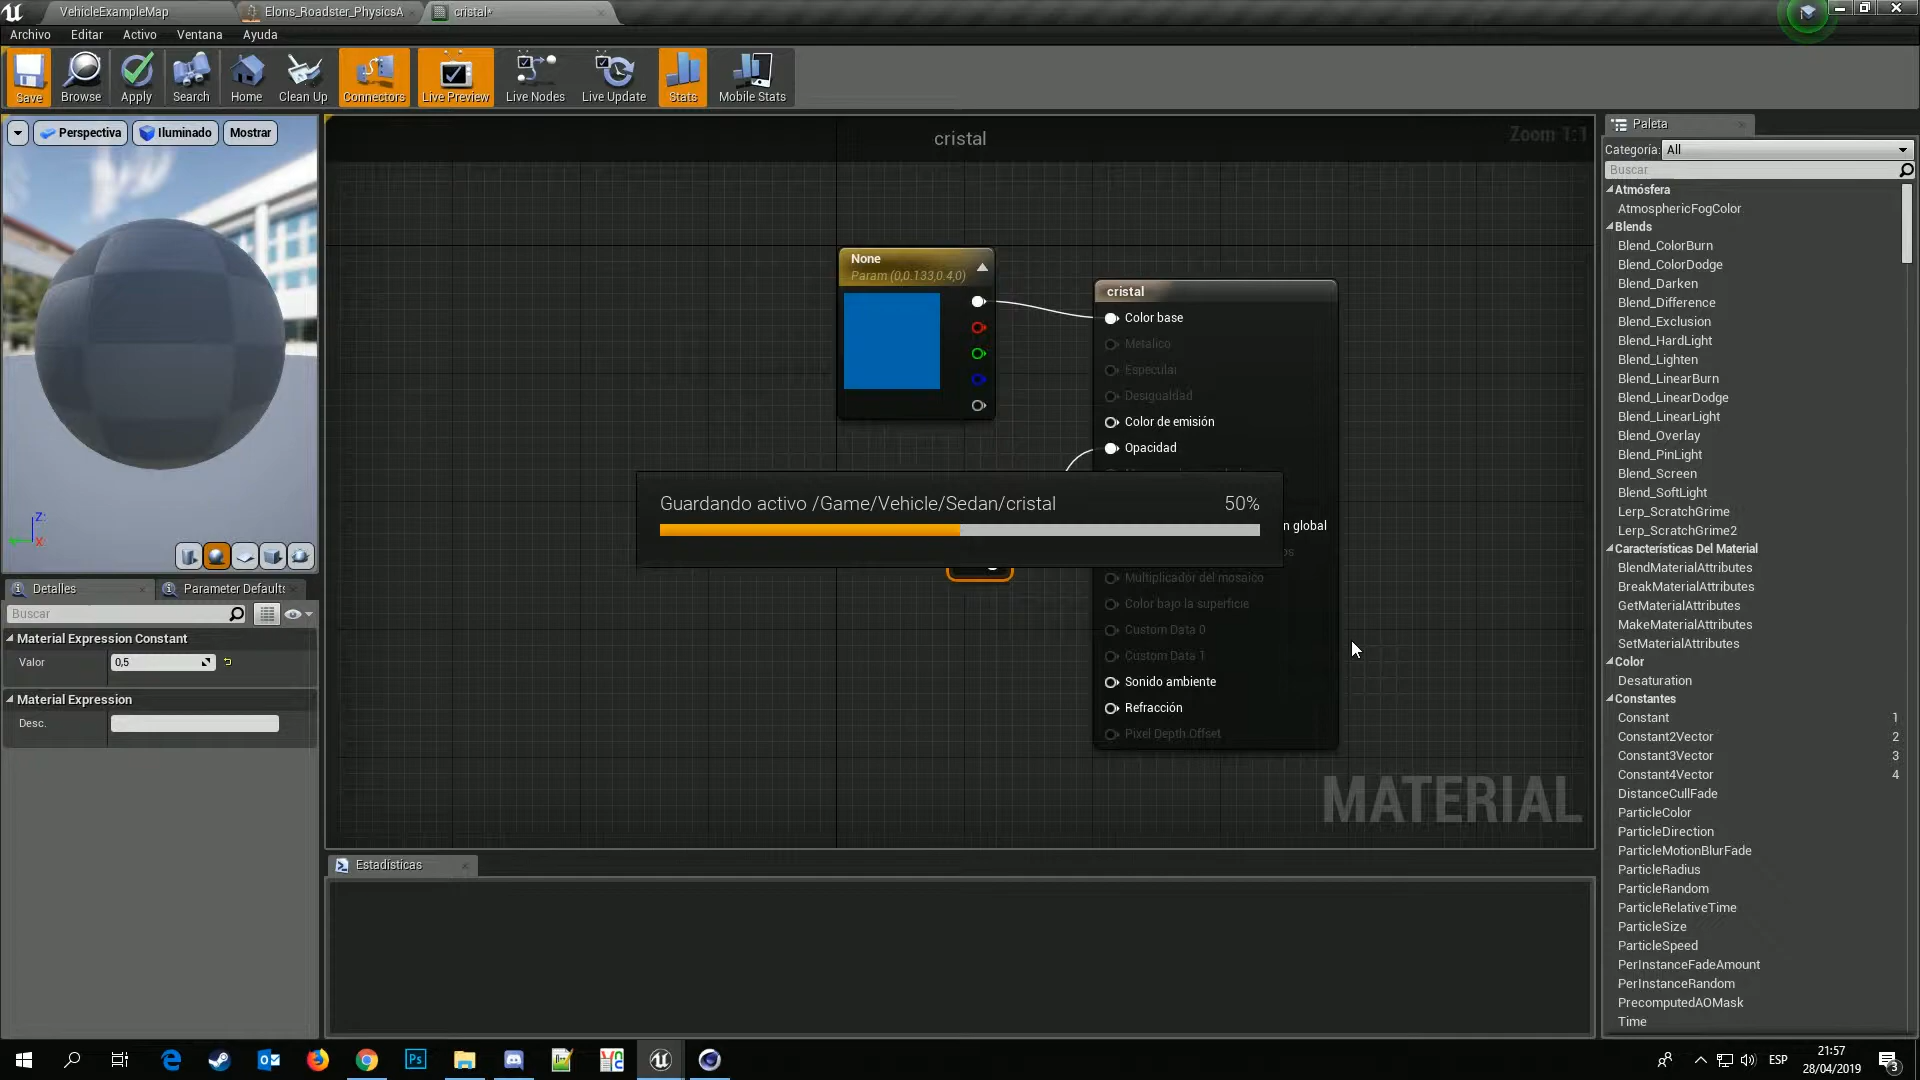 VehicleExampleMap
Elons_Roadster_PhysicsA
cristal*
Archivo
Editar
Activo
Ventana
Ayuda
Save
Browse
Apply
Search
Home
Clean Up
Connectors
Live Preview
Live Nodes
Live Update
Stats
Mobile Stats
Perspectiva
Iluminado
Mostrar
cristal
Zoom 1:1
None
Param (0,0.133,0.4,0)
cristal
Color base
Metálico
Especular
Desigualdad
Color de emisión
Opacidad
Guardando activo /Game/Vehicle/Sedan/cristal
50%
n global
os
Multiplicador del mosaico
Color bajo la superficie
Custom Data 0
Custom Data 1
Sonido ambiente
Refracción
Pixel Depth Offset
MATERIAL
Z
X
Detalles
Parameter Defaults
Buscar
Material Expression Constant
Valor
0,5
Material Expression
Desc.
Estadísticas
Paleta
Categoría:
All
Buscar
Atmósfera
AtmosphericFogColor
Blends
Blend_ColorBurn
Blend_ColorDodge
Blend_Darken
Blend_Difference
Blend_Exclusion
Blend_HardLight
Blend_Lighten
Blend_LinearBurn
Blend_LinearDodge
Blend_LinearLight
Blend_Overlay
Blend_PinLight
Blend_Screen
Blend_SoftLight
Lerp_ScratchGrime
Lerp_ScratchGrime2
Características Del Material
BlendMaterialAttributes
BreakMaterialAttributes
GetMaterialAttributes
MakeMaterialAttributes
SetMaterialAttributes
Color
Desaturation
Constantes
Constant 1
Constant2Vector 2
Constant3Vector 3
Constant4Vector 4
DistanceCullFade
ParticleColor
ParticleDirection
ParticleMotionBlurFade
ParticleRadius
ParticleRandom
ParticleRelativeTime
ParticleSize
ParticleSpeed
PerInstanceFadeAmount
PerInstanceRandom
PrecomputedAOMask
Time
Ps
ESP
21:57
28/04/2019
3